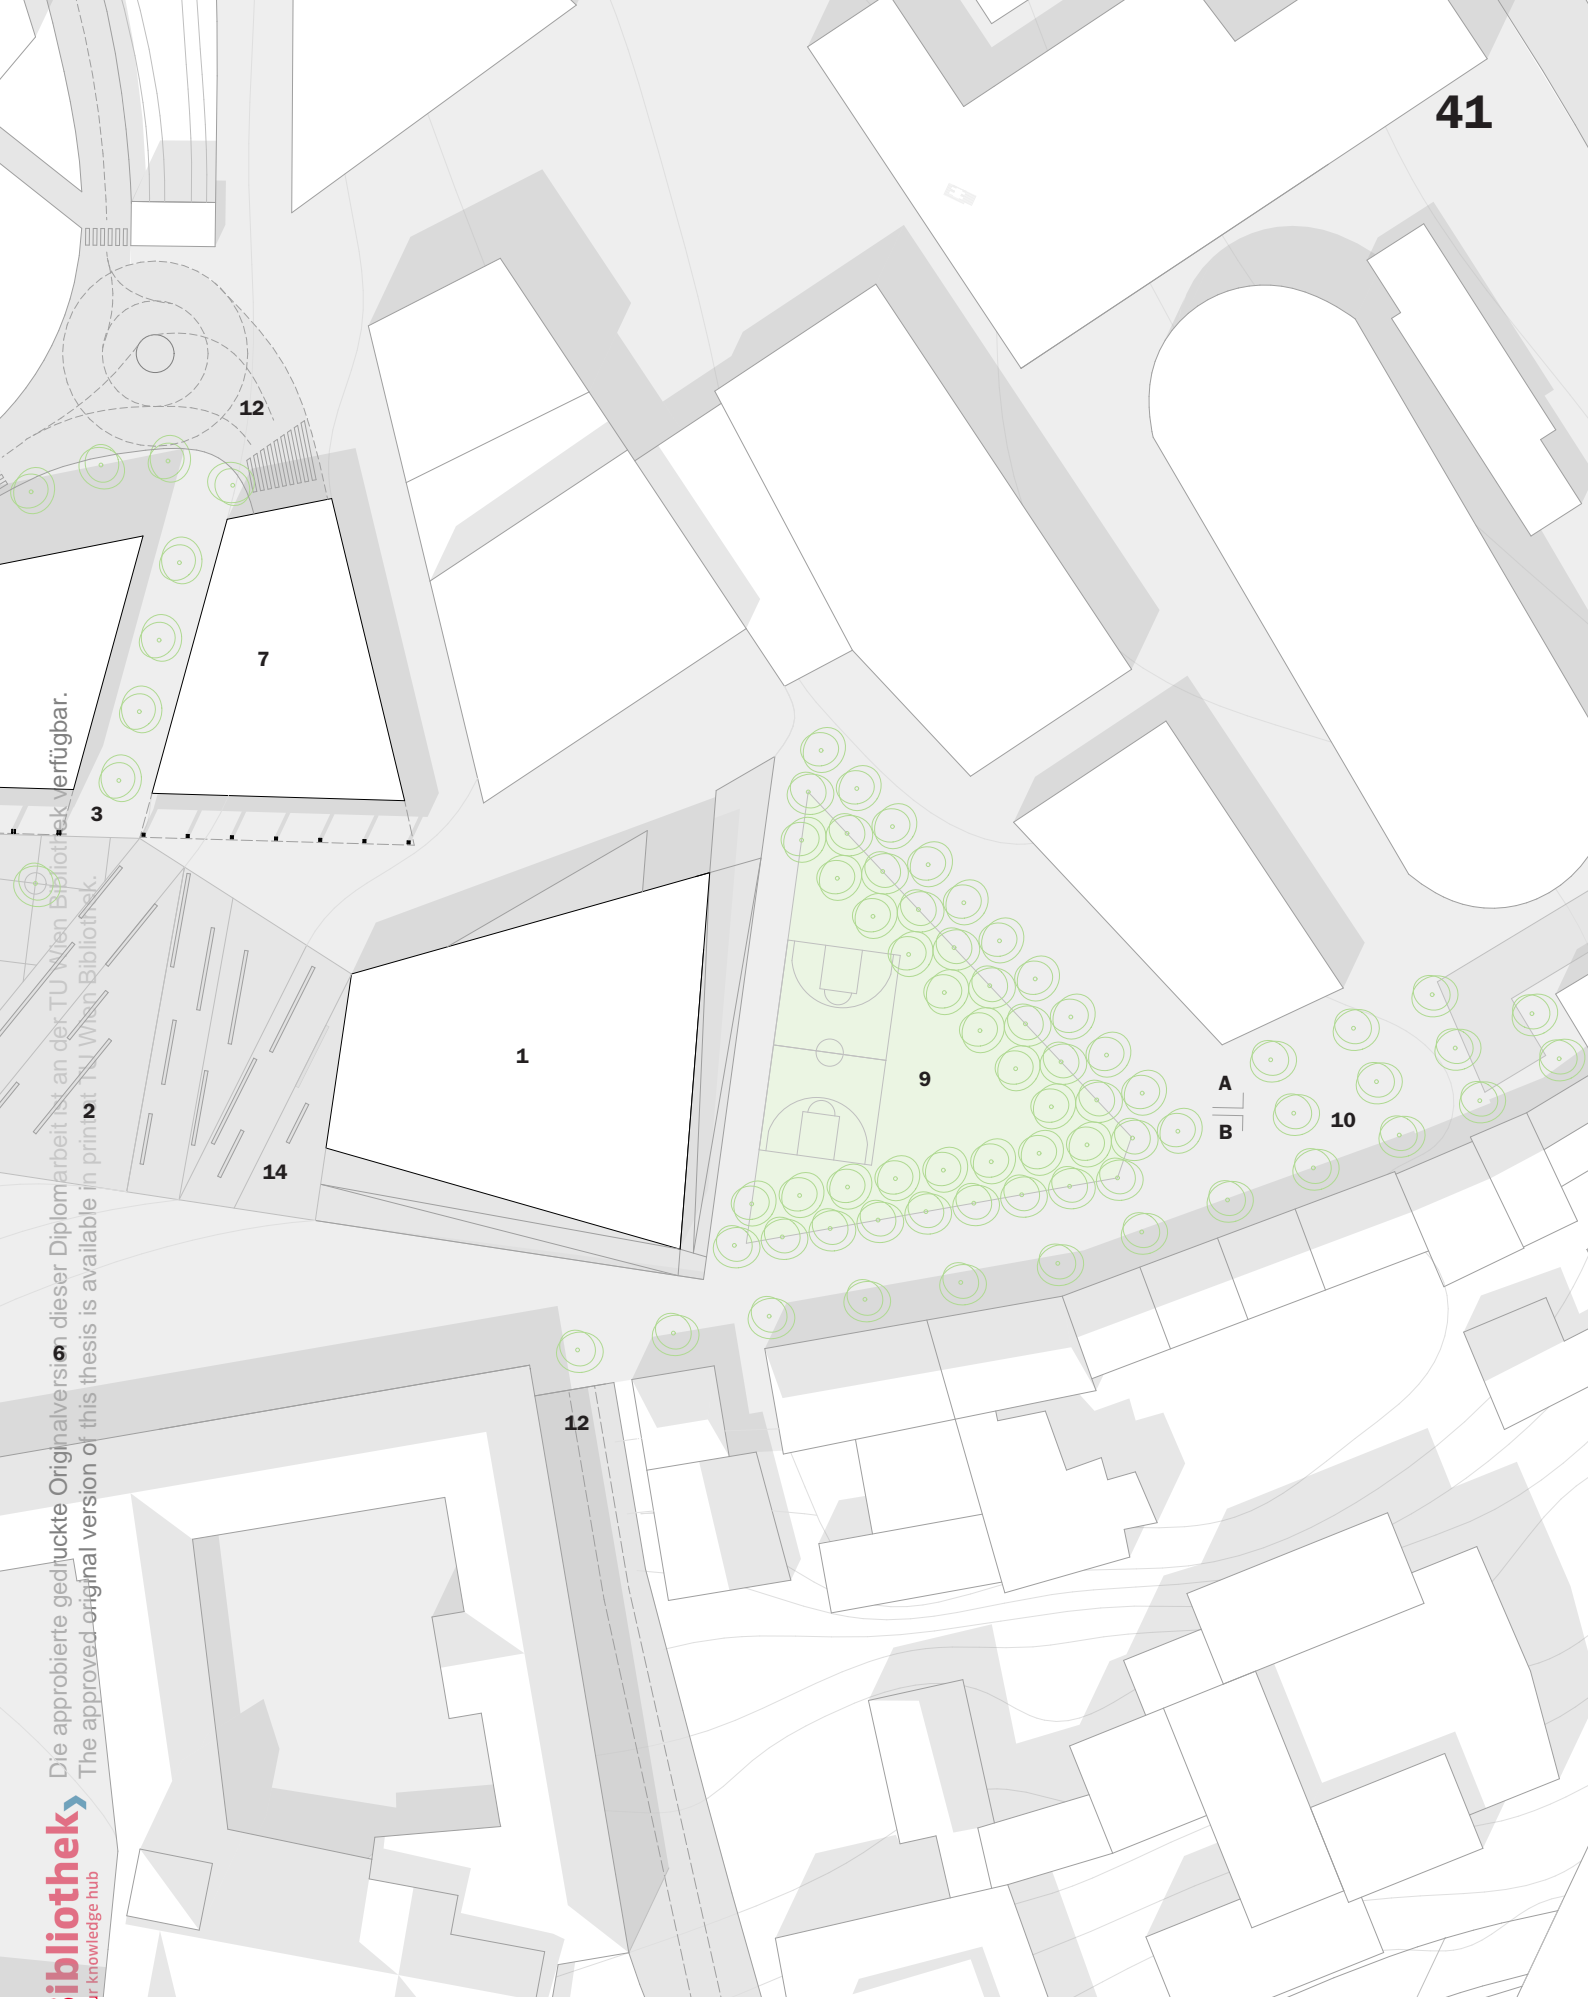 41
12
7
3
1
9
A
B
10
2
14
6
12
Die approbierte gedruckte Originalversion dieser Diplomarbeit ist an der TU Wien Bibliothek verfügbar.
The approved original version of this thesis is available in print at TU Wien Bibliothek.
ibliothek
ur knowledge hub